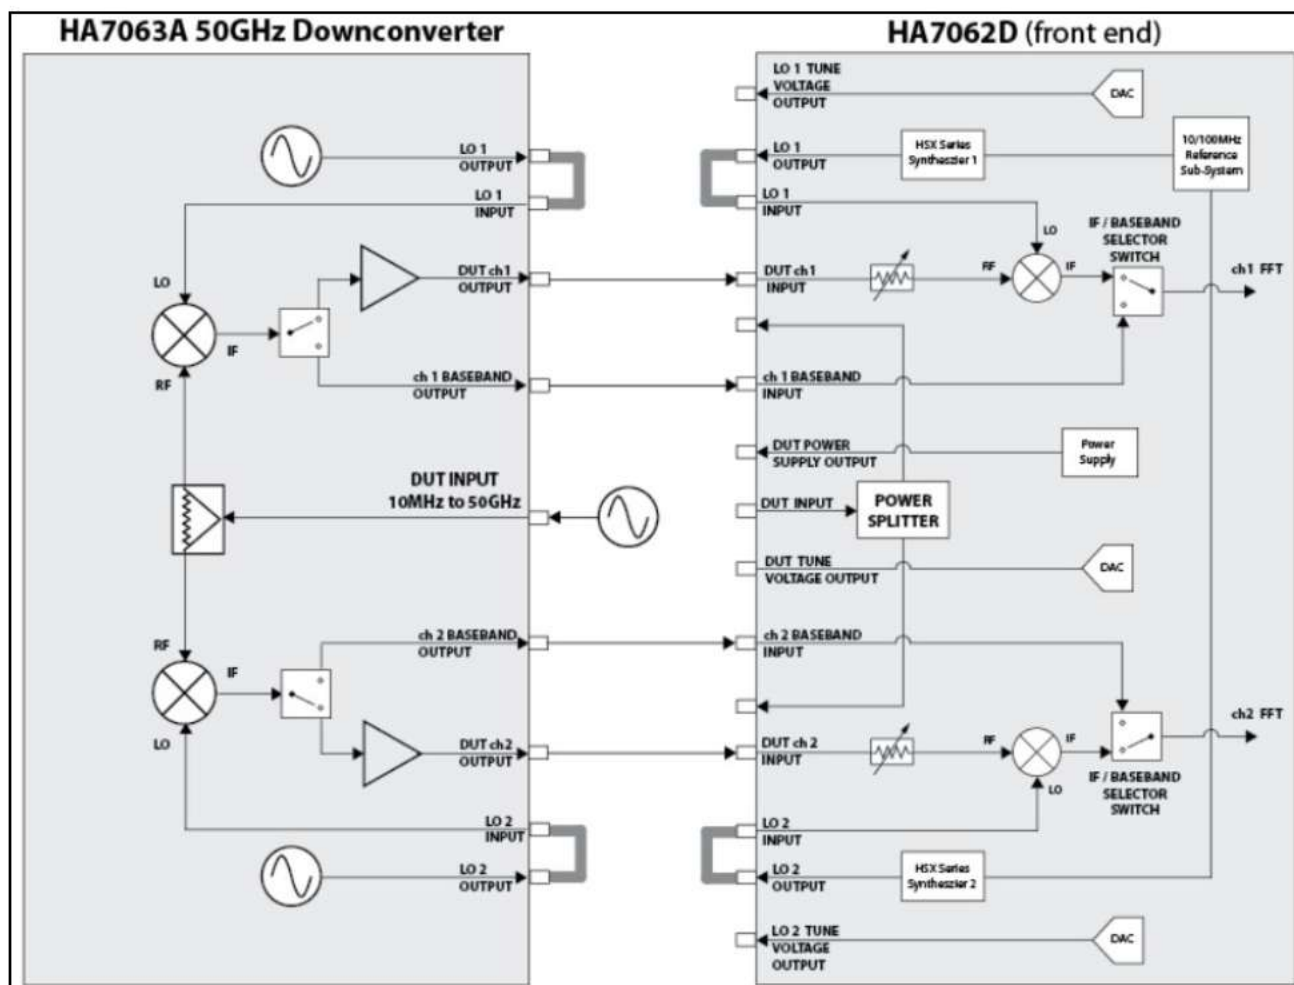 HA7063A 50GHz Downconverter
LO 1
OUTPUT
LO 1
INPUT
LO
DUT ch1
OUTPUT
IF
RF
ch 1 BASEBAND
OUTPUT
DUT INPUT
10MHz to 50GHz
RF
ch 2 BASEBAND
OUTPUT
IF
LO
DUT ch2
OUTPUT
LO 2
INPUT
LO 2
OUTPUT
HA7062D (front end)
LO 1 TUNE
VOLTAGE
OUTPUT
DAC
LO 1
OUTPUT
HSX Series
Syntheszier 1
10/100MHz
Reference
Sub-System
LO 1
INPUT
LO
IF / BASEBAND
SELECTOR
SWITCH
DUT ch1
INPUT
RF
IF
ch1 FFT
ch 1 BASEBAND
INPUT
DUT POWER
SUPPLY OUTPUT
Power
Supply
DUT INPUT
POWER
SPLITTER
DUT TUNE
VOLTAGE OUTPUT
DAC
ch 2 BASEBAND
INPUT
DUT ch 2
INPUT
RF
IF
LO
ch2 FFT
IF / BASEBAND
SELECTOR
SWITCH
LO 2
INPUT
LO 2
OUTPUT
HSX Series
Syntheszier 2
LO 2 TUNE
VOLTAGE
OUTPUT
DAC